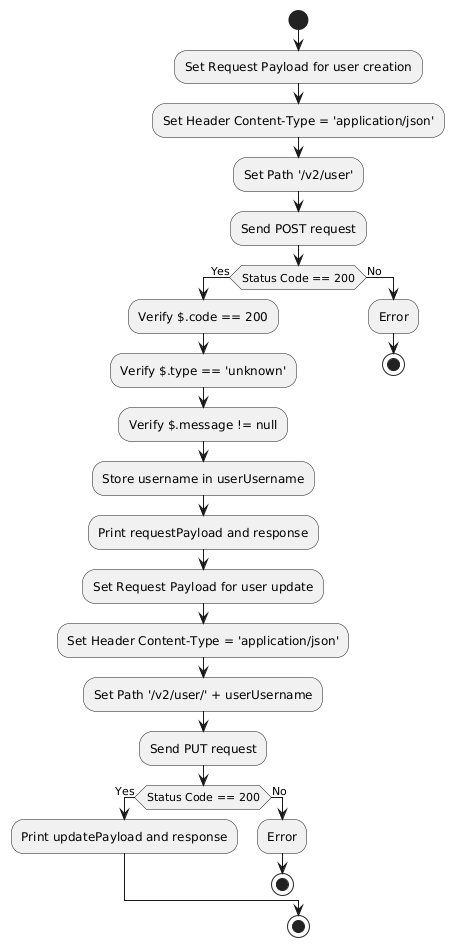 Set Request Payload for user creation
Set Header Content-Type = 'application/json'
Set Path '/v2/user'
Send POST request
Yes
Status Code == 200
No
Verify $.code == 200
Error
Verify $.type == 'unknown'
Verify $.message != null
Store username in userUsername
Print requestPayload and response
Set Request Payload for user update
Set Header Content-Type = 'application/json'
Set Path '/v2/user/' + userUsername
Send PUT request
Yes
Status Code == 200
No
Print updatePayload and response
Error